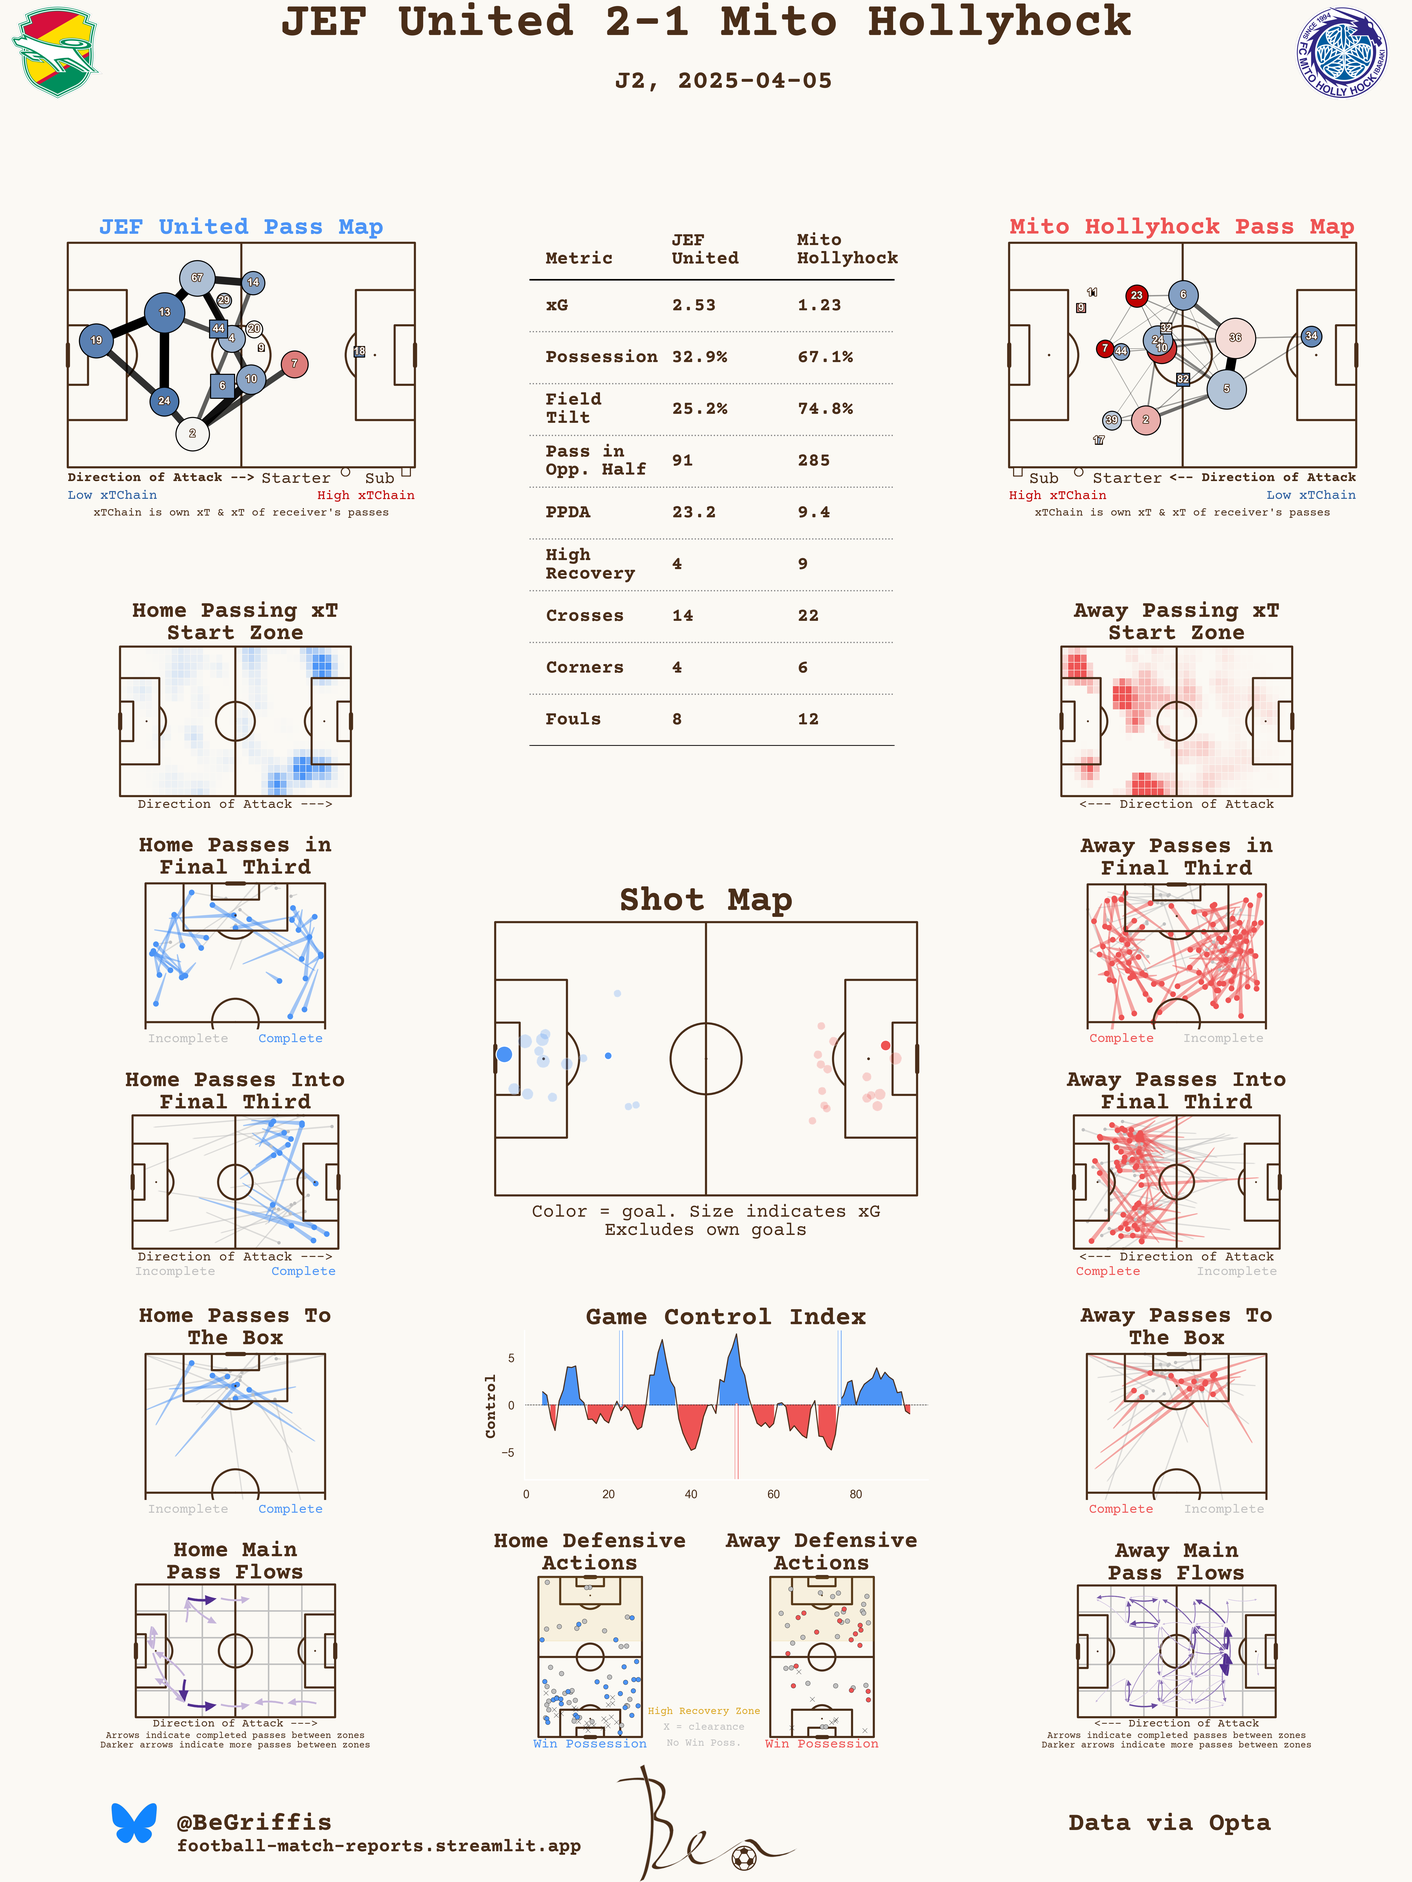 JEF United 2-1 Mito Hollyhock
J2, 2025-04-05
SINCE 1994
FC MITO HOLLY HOCK
IBARAKI
JEF United Pass Map
67
14
29
13
44
4
20
9
19
18
7
10
6
24
2
Direction of Attack --> Starter Sub
Low xTChain High xTChain
xTChain is own xT & xT of receiver's passes
Metric JEF United Mito Hollyhock
xG 2.53 1.23
Possession 32.9% 67.1%
Field Tilt 25.2% 74.8%
Pass in Opp. Half 91 285
PPDA 23.2 9.4
High Recovery 4 9
Crosses 14 22
Corners 4 6
Fouls 8 12
Mito Hollyhock Pass Map
11
23
6
9
32
36
34
24
7
44
10
82
5
39
2
17
Sub Starter <-- Direction of Attack
High xTChain Low xTChain
xTChain is own xT & xT of receiver's passes
Home Passing xT
Start Zone
Direction of Attack --->
Away Passing xT
Start Zone
<--- Direction of Attack
Home Passes in
Final Third
Incomplete Complete
Away Passes in
Final Third
Complete Incomplete
Shot Map
Color = goal. Size indicates xG
Excludes own goals
Home Passes Into
Final Third
Direction of Attack --->
Incomplete Complete
Away Passes Into
Final Third
<--- Direction of Attack
Complete Incomplete
Home Passes To
The Box
Incomplete Complete
Game Control Index
Control
5
0
−5
0 20 40 60 80
Away Passes To
The Box
Complete Incomplete
Home Main
Pass Flows
Direction of Attack --->
Arrows indicate completed passes between zones
Darker arrows indicate more passes between zones
Home Defensive
Actions
Win Possession
Away Defensive
Actions
Win Possession
High Recovery Zone
X = clearance
No Win Poss.
Away Main
Pass Flows
<--- Direction of Attack
Arrows indicate completed passes between zones
Darker arrows indicate more passes between zones
@BeGriffis
football-match-reports.streamlit.app
Ben
Data via Opta